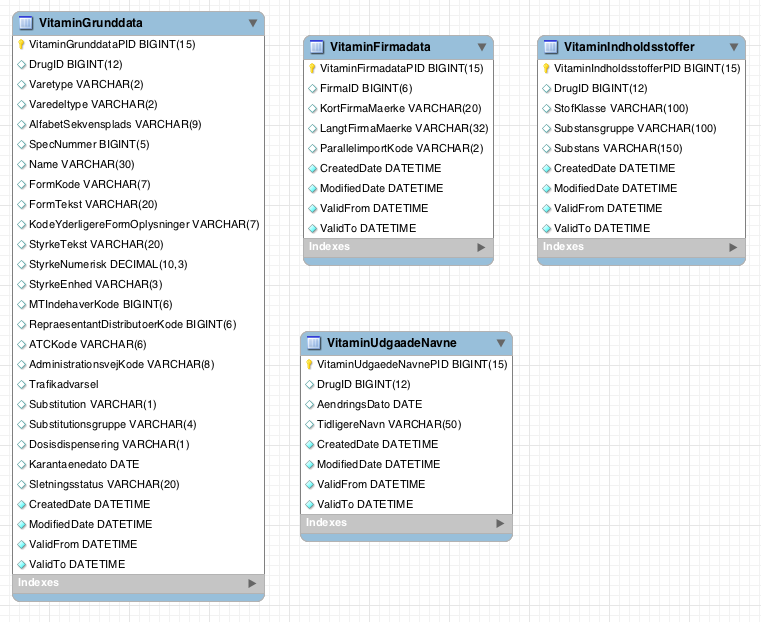 VitaminGrunddata
VitaminGrunddataPID BIGINT(15)
DrugID BIGINT(12)
Varetype VARCHAR(2)
Varedeltype VARCHAR(2)
AlfabetSekvensplads VARCHAR(9)
SpecNummer BIGINT(5)
Name VARCHAR(30)
FormKode VARCHAR(7)
FormTekst VARCHAR(20)
KodeYderligereFormOplysninger VARCHAR(7)
StyrkeTekst VARCHAR(20)
StyrkeNumerisk DECIMAL(10,3)
StyrkeEnhed VARCHAR(3)
MTIndehaverKode BIGINT(6)
RepraesentantDistributoerKode BIGINT(6)
ATCKode VARCHAR(6)
AdministrationsvejKode VARCHAR(8)
Trafikadvarsel
Substitution VARCHAR(1)
Substitutionsgruppe VARCHAR(4)
Dosisdispensering VARCHAR(1)
Karantaenedato DATE
Sletningsstatus VARCHAR(20)
CreatedDate DATETIME
ModifiedDate DATETIME
ValidFrom DATETIME
ValidTo DATETIME
Indexes
VitaminFirmadata
VitaminFirmadataPID BIGINT(15)
FirmaID BIGINT(6)
KortFirmaMaerke VARCHAR(20)
LangtFirmaMaerke VARCHAR(32)
ParallelimportKode VARCHAR(2)
CreatedDate DATETIME
ModifiedDate DATETIME
ValidFrom DATETIME
ValidTo DATETIME
Indexes
VitaminIndholdsstoffer
VitaminIndholdsstofferPID BIGINT(15)
DrugID BIGINT(12)
StofKlasse VARCHAR(100)
Substansgruppe VARCHAR(100)
Substans VARCHAR(150)
CreatedDate DATETIME
ModifiedDate DATETIME
ValidFrom DATETIME
ValidTo DATETIME
Indexes
VitaminUdgaadeNavne
VitaminUdgaedeNavnePID BIGINT(15)
DrugID BIGINT(12)
AendringsDato DATE
TidligereNavn VARCHAR(50)
CreatedDate DATETIME
ModifiedDate DATETIME
ValidFrom DATETIME
ValidTo DATETIME
Indexes